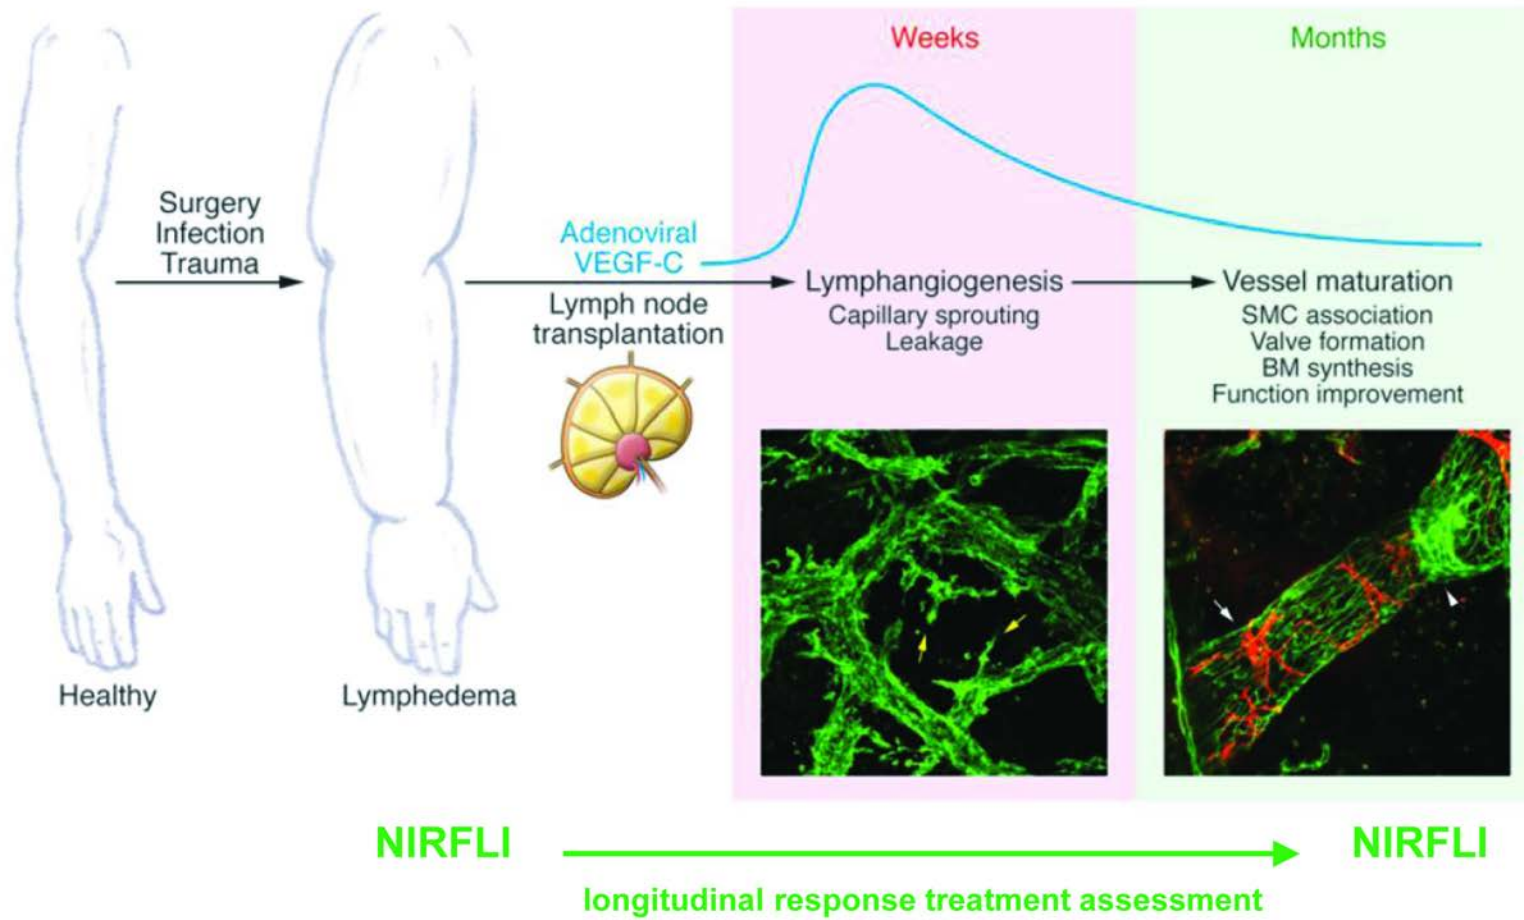 Weeks
Months
Surgery
Infection
Trauma
Adenoviral
VEGF-C
Lymph node
transplantation
Lymphangiogenesis
Capillary sprouting
Leakage
Vessel maturation
SMC association
Valve formation
BM synthesis
Function improvement
Healthy
Lymphedema
NIRFLI
NIRFLI
longitudinal response treatment assessment